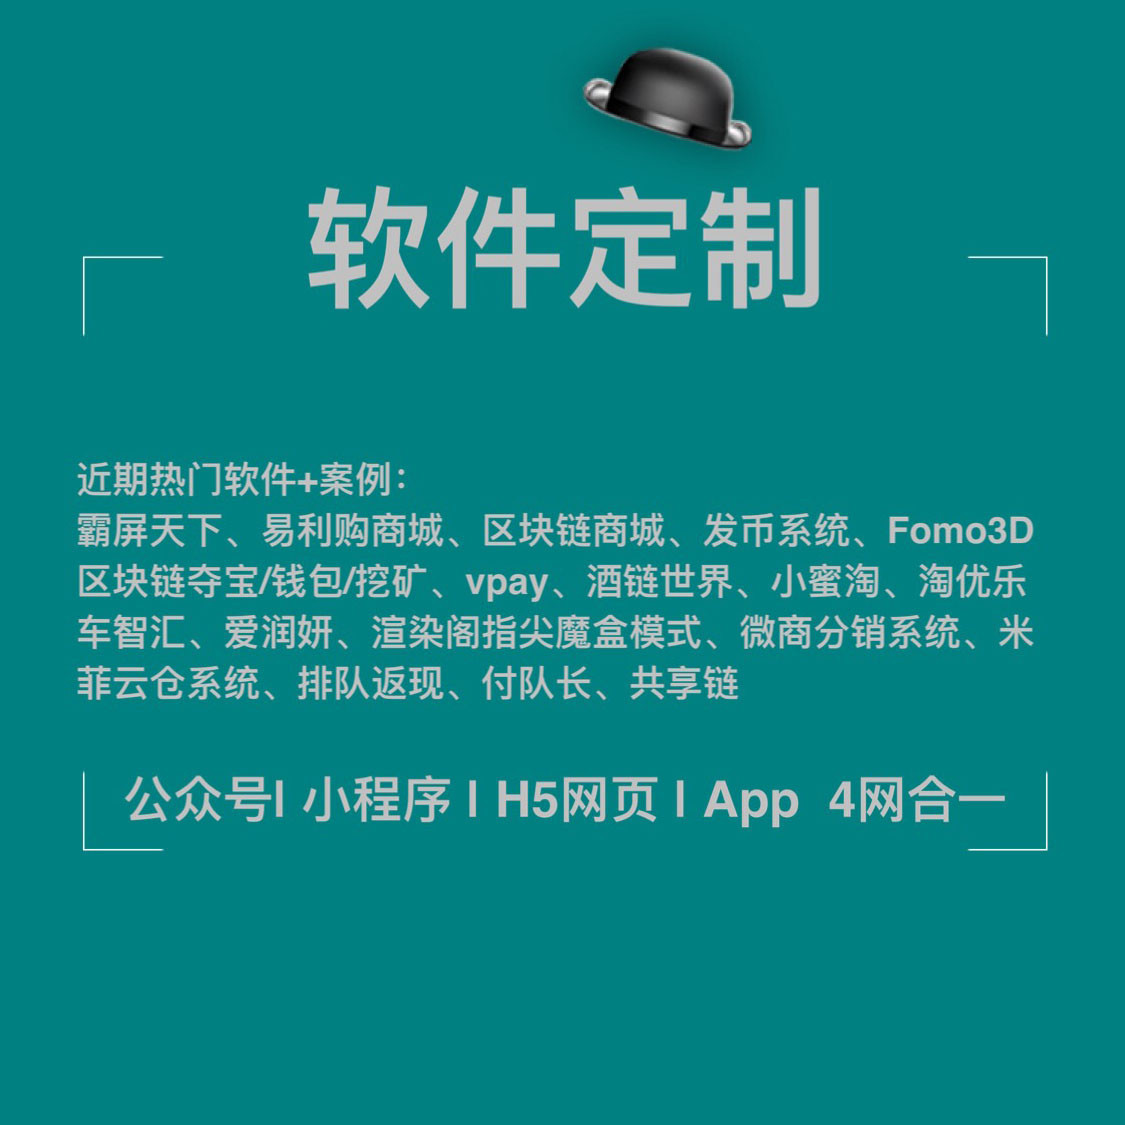 软件定制
近期热门软件+案例：
霸屏天下、易利购商城、区块链商城、发币系统、Fomo3D
区块链夺宝/钱包/挖矿、vpay、酒链世界、小蜜淘、淘优乐
车智汇、爱润妍、渲染阁指尖魔盒模式、微商分销系统、米
菲云仓系统、排队返现、付队长、共享链
公众号I 小程序 I H5网页 I App 4网合一